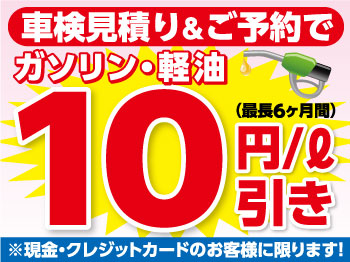 車検見積り&ご予約で
ガソリン・軽油
10
(最長6ヶ月間)
円/ℓ
引き
※現金・クレジットカードのお客様に限ります!